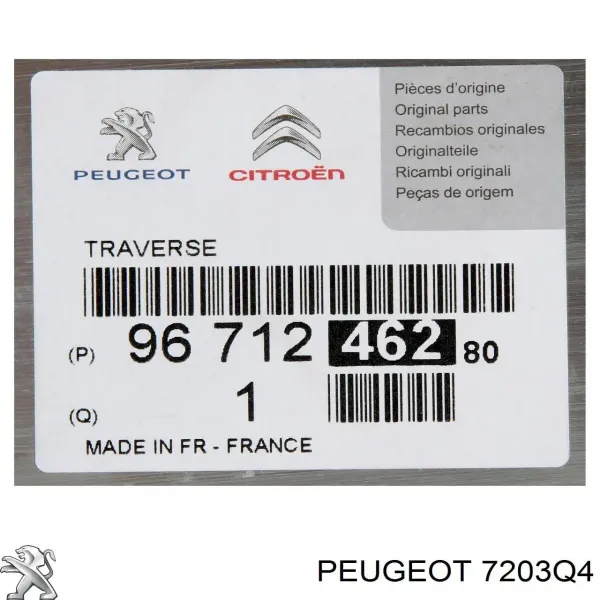 PEUGEOT
CITROËN
Pièces d'origine
Original parts
Recambios originales
Originalteile
Ricambi originali
Peças de origem
TRAVERSE
(P) 96 712 462 80
(Q) 1
MADE IN FR - FRANCE
PEUGEOT 7203Q4